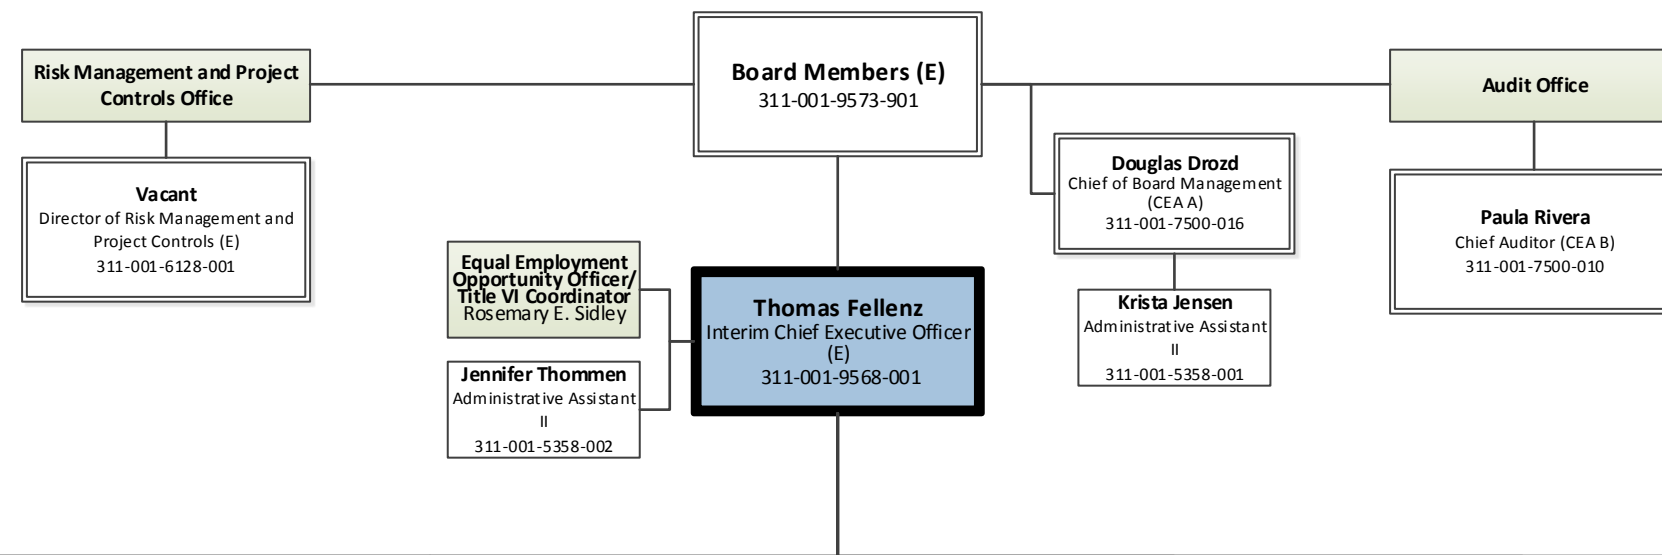 Risk Management and Project
Controls Office
Vacant
Director of Risk Management and
Project Controls (E)
311-001-6128-001
Board Members (E)
311-001-9573-901
Audit Office
Douglas Drozd
Chief of Board Management
(CEA A)
311-001-7500-016
Paula Rivera
Chief Auditor (CEA B)
311-001-7500-010
Equal Employment
Opportunity Officer/
Title VI Coordinator
Rosemary E. Sidley
Thomas Fellenz
Interim Chief Executive Officer
(E)
311-001-9568-001
Krista Jensen
Administrative Assistant
II
311-001-5358-001
Jennifer Thommen
Administrative Assistant
II
311-001-5358-002